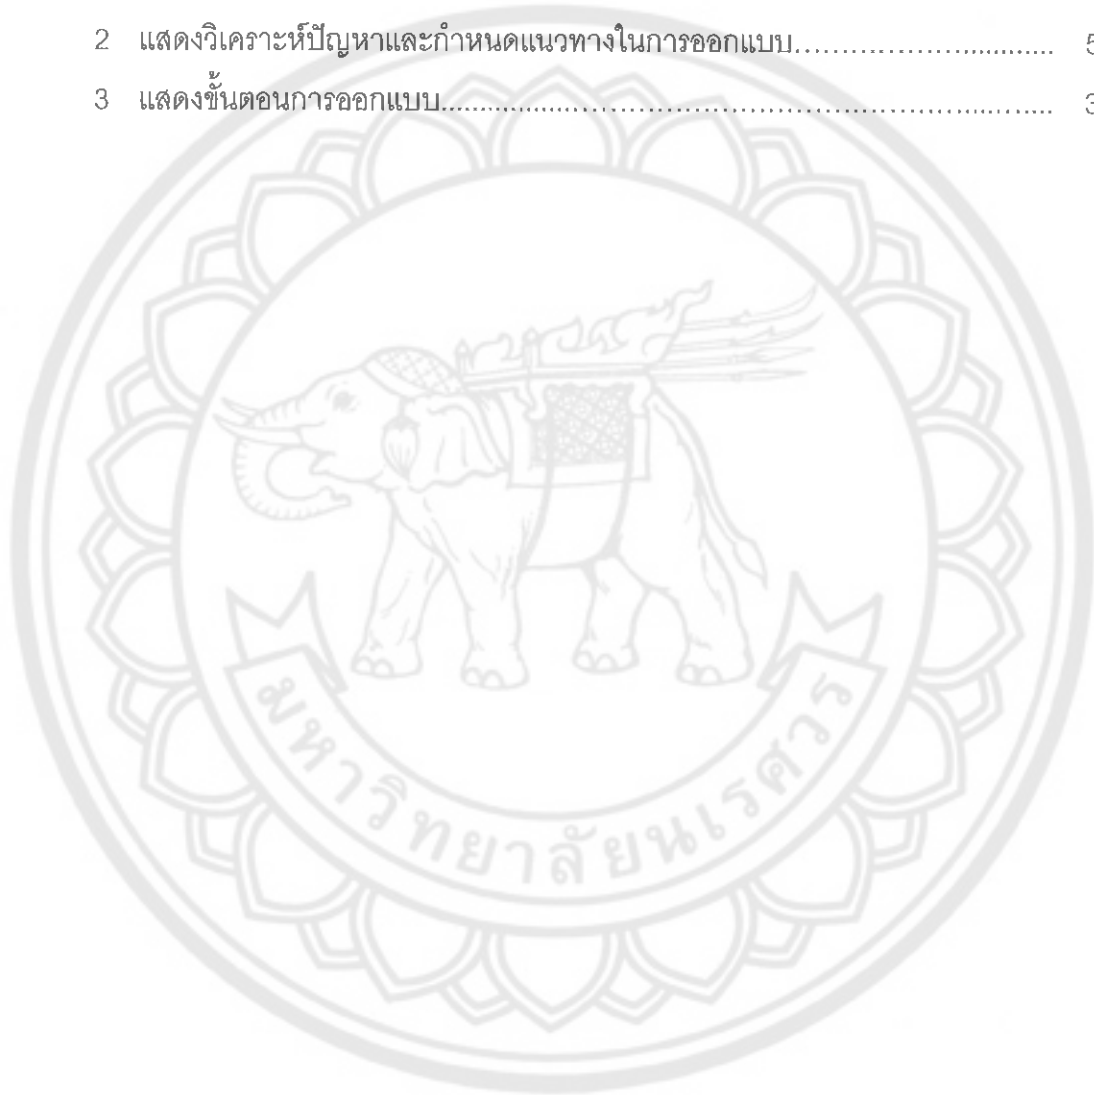 2 แสดงวิเคราะห์ปัญหาและกำหนดแนวทางในการออกแบบ............................ 5
3 แสดงขั้นตอนการออกแบบ........................................................................ 3
มหาวิทยาลัยนเรศวร